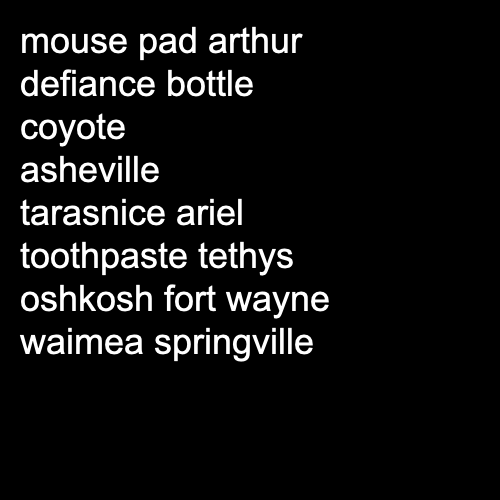 mouse pad arthur
defiance bottle
coyote
asheville
tarasnice ariel
toothpaste tethys
oshkosh fort wayne
waimea springville